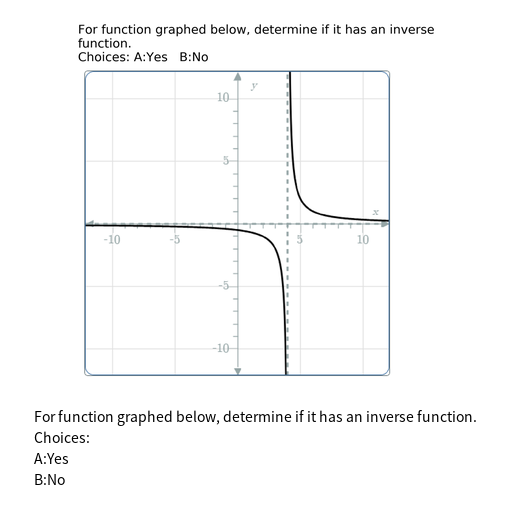 For function graphed below, determine if it has an inverse
function.
Choices: A:Yes   B:No
y
10
5
x
-10
-5
5
10
-5
-10
For function graphed below, determine if it has an inverse function.
Choices:
A:Yes
B:No